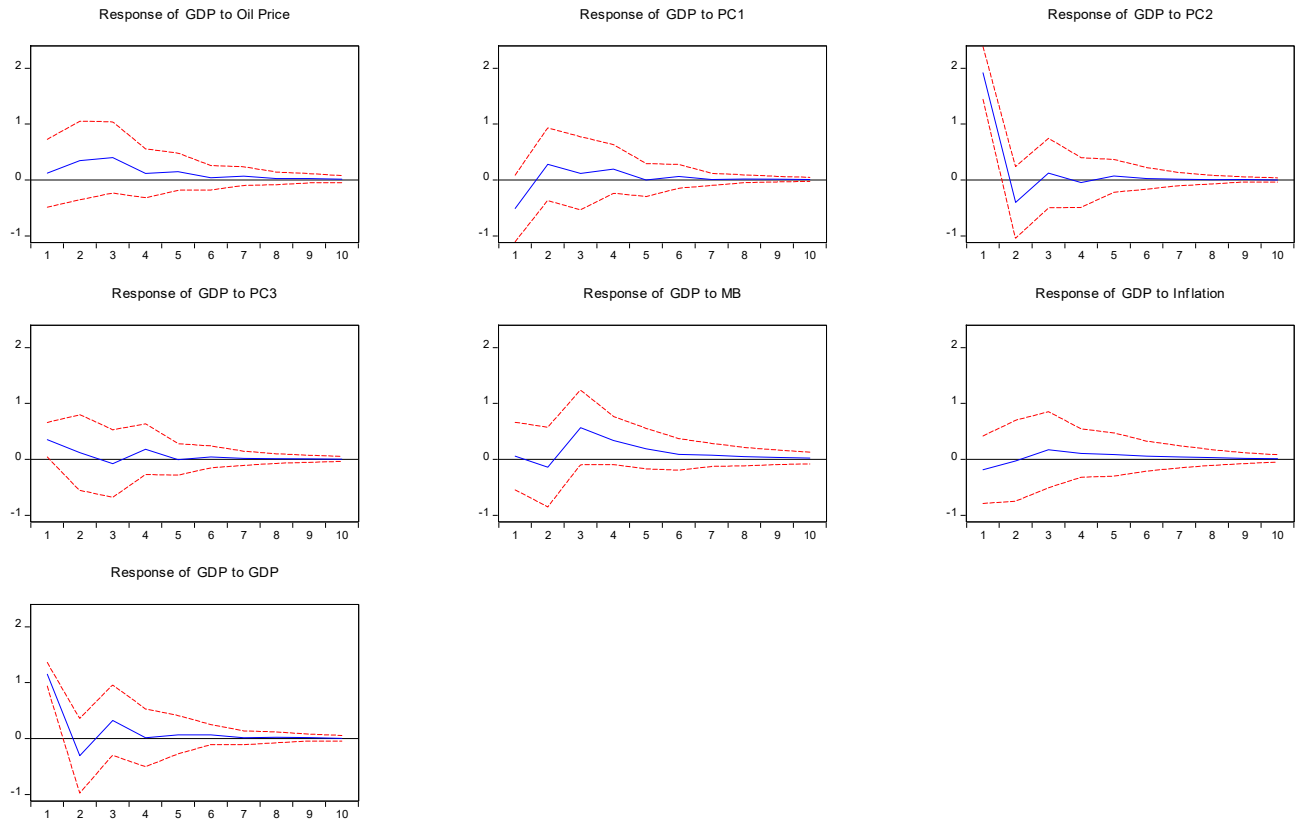 Response of GDP to Oil Price
2
1
0
-1
1 2 3 4 5 6 7 8 9 10
Response of GDP to PC1
2
1
0
-1
1 2 3 4 5 6 7 8 9 10
Response of GDP to PC2
2
1
0
-1
1 2 3 4 5 6 7 8 9 10
Response of GDP to PC3
2
1
0
-1
1 2 3 4 5 6 7 8 9 10
Response of GDP to MB
2
1
0
-1
1 2 3 4 5 6 7 8 9 10
Response of GDP to Inflation
2
1
0
-1
1 2 3 4 5 6 7 8 9 10
Response of GDP to GDP
2
1
0
-1
1 2 3 4 5 6 7 8 9 10